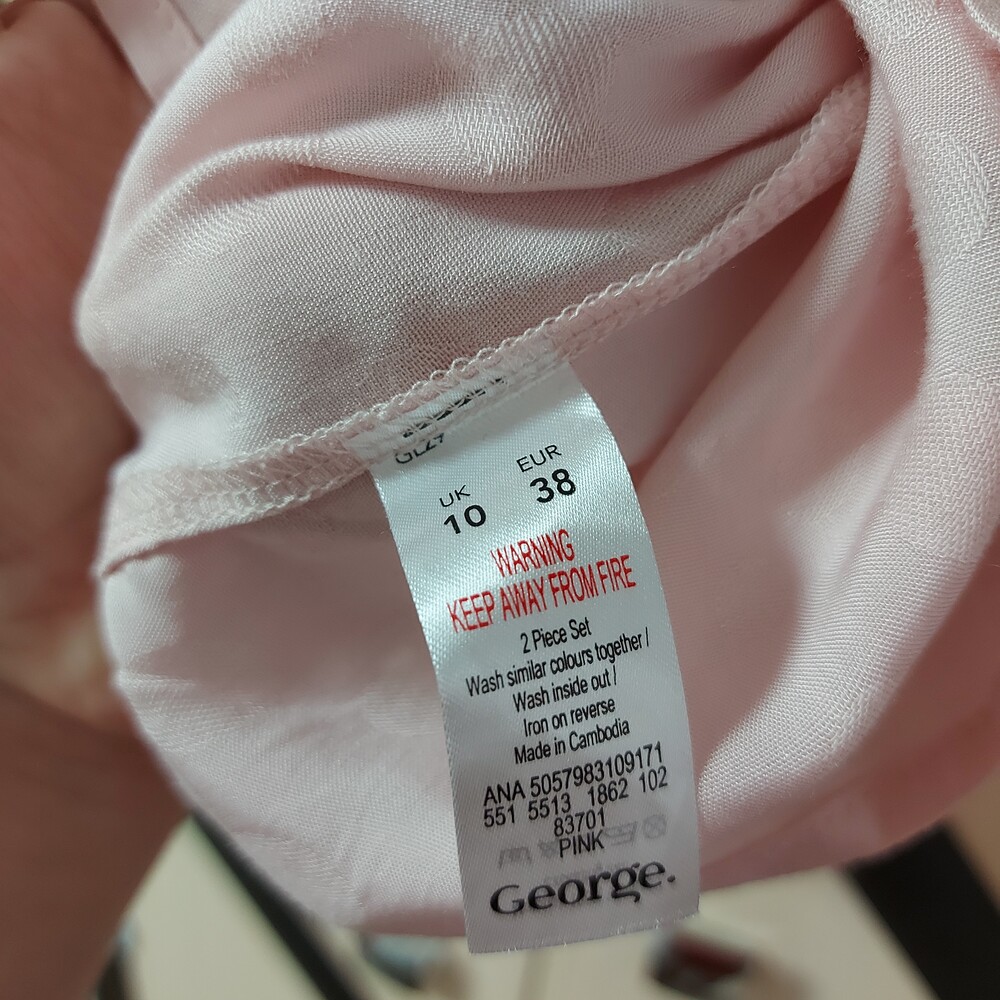 UK EUR
10 38
WARNING
KEEP AWAY FROM FIRE
2 Piece Set
Wash similar colours together /
Wash inside out /
Iron on reverse
Made in Cambodia
ANA 5057983109171
551 5513 1862 102
83701
PINK
George.